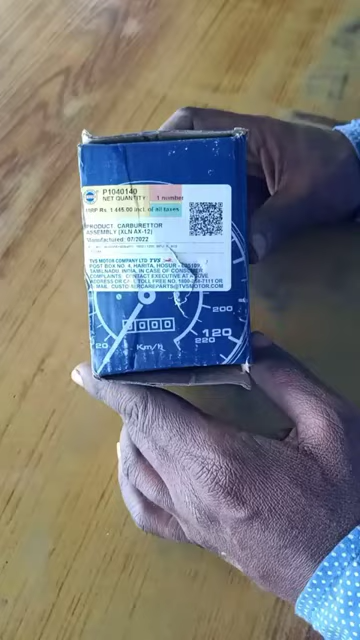 P1040140
NET QUANTITY : 1 number
MRP Rs. 1,445.00 Incl. of all taxes
PRODUCT: CARBURETTOR
ASSEMBLY (XLN AX-12)
Manufactured: 07/2022
TVS MOTOR COMPANY LTD TVS
POST BOX NO. 4, HARITA, HOSUR
TAMILNADU INDIA, IN CASE OF CONSUMER
COMPLAINTS CONTACT EXECUTIVE AT ABOVE
ADDRESS OR CALL TOLL FREE NO.
200
120
220
20
Km/h